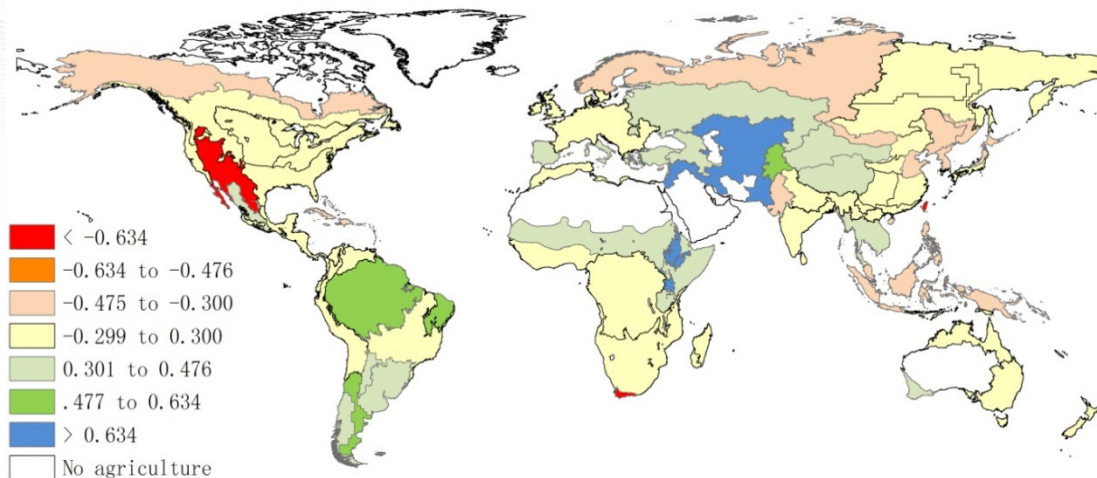 < -0.634
-0.634 to -0.476
-0.475 to -0.300
-0.299 to 0.300
0.301 to 0.476
.477 to 0.634
> 0.634
No agriculture